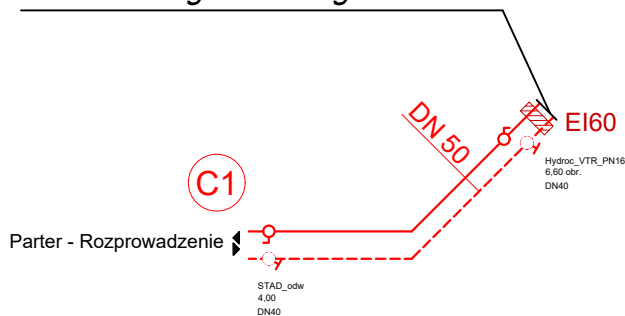 EI60
DN 50
Hydroc_VTR_PN16
6,60 obr.
DN40
C1
Parter - Rozprowadzenie
STAD_odw
4,00
DN40